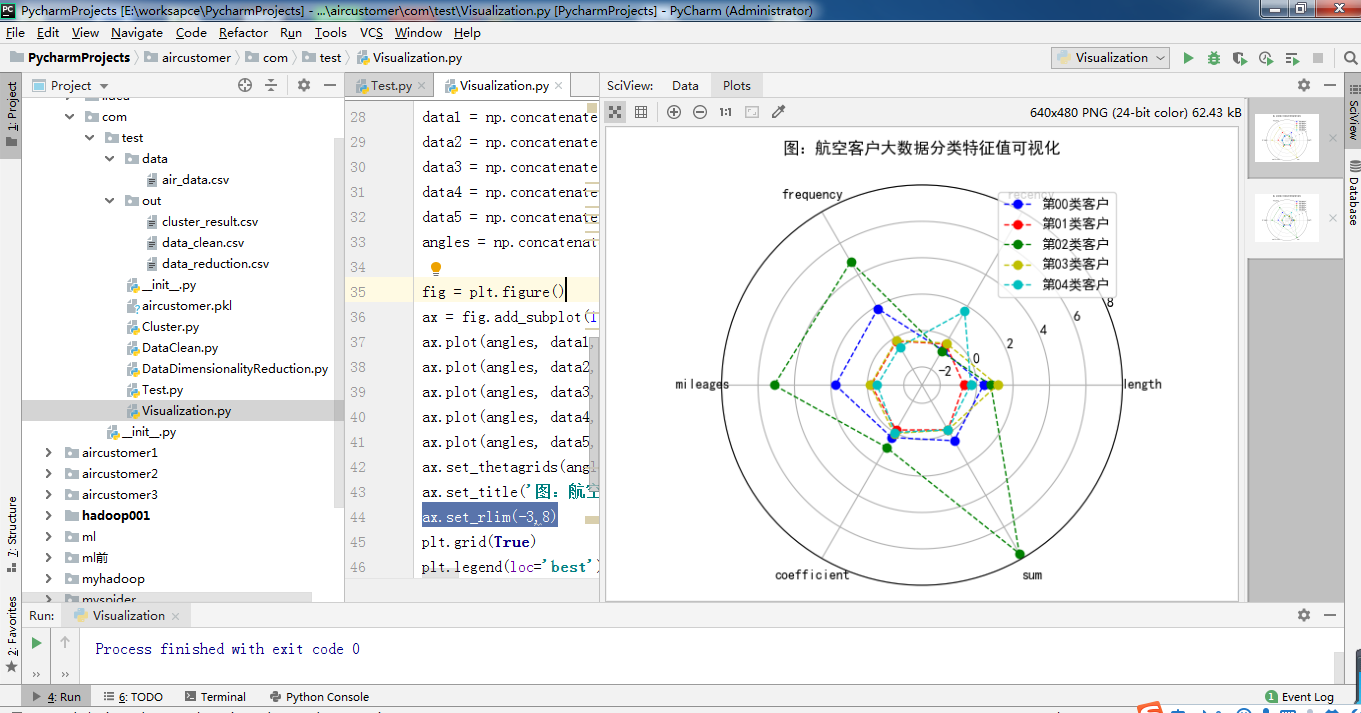 PycharmProjects [E:\worksapce\PycharmProjects] - ...\aircustomer\com\test\Visualization.py [PycharmProjects] - PyCharm (Administrator)
File Edit View Navigate Code Refactor Run Tools VCS Window Help
PycharmProjects aircustomer com test Visualization.py
Visualization
1: Project
Project
com
test
data
air_data.csv
out
cluster_result.csv
data_clean.csv
data_reduction.csv
__init__.py
aircustomer.pkl
Cluster.py
DataClean.py
DataDimensionalityReduction.py
Test.py
Visualization.py
__init__.py
aircustomer1
aircustomer2
aircustomer3
hadoop001
ml
ml前
myhadoop
myspider
Test.py Visualization.py
28 data1 = np.concatenate
29 data2 = np.concatenate
30 data3 = np.concatenate
31 data4 = np.concatenate
32 data5 = np.concatenate
33 angles = np.concatenat
34
35 fig = plt.figure()
36 ax = fig.add_subplot(1
37 ax.plot(angles, data1,
38 ax.plot(angles, data2,
39 ax.plot(angles, data3,
40 ax.plot(angles, data4,
41 ax.plot(angles, data5,
42 ax.set_thetagrids(angl
43 ax.set_title('图：航空
44 ax.set_rlim(-3,8)
45 plt.grid(True)
46 plt.legend(loc='best')
SciView: Data Plots
1:1
640x480 PNG (24-bit color) 62.43 kB
图：航空客户大数据分类特征值可视化
frequency
recency
第00类客户
第01类客户
第02类客户
第03类客户
第04类客户
8
6
4
2
0
-2
mileages
length
coefficient
sum
SciView
Database
7: Structure
2: Favorites
Run: Visualization
Process finished with exit code 0
4: Run 6: TODO Terminal Python Console
1 Event Log